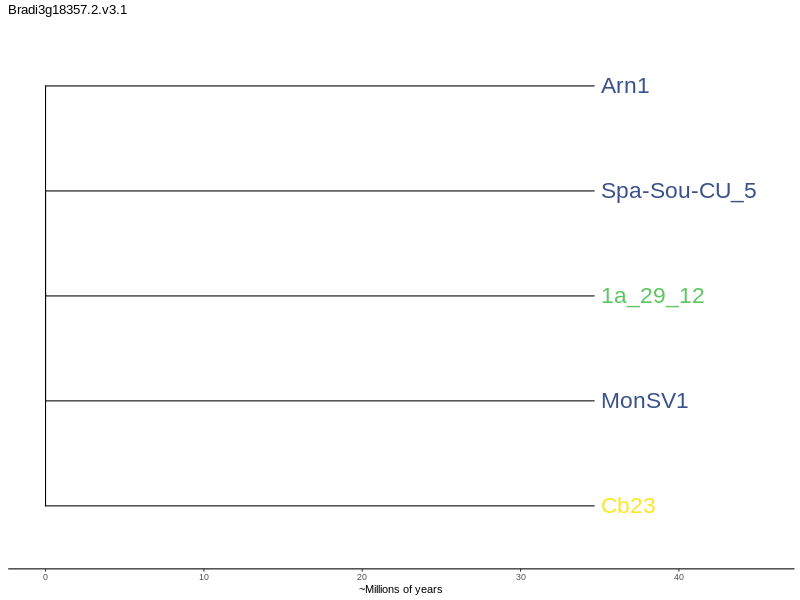 Bradi3g18357.2.v3.1
Arn1
Spa-Sou-CU_5
1a_29_12
MonSV1
Cb23
0 10 20 30 40
~Millions of years